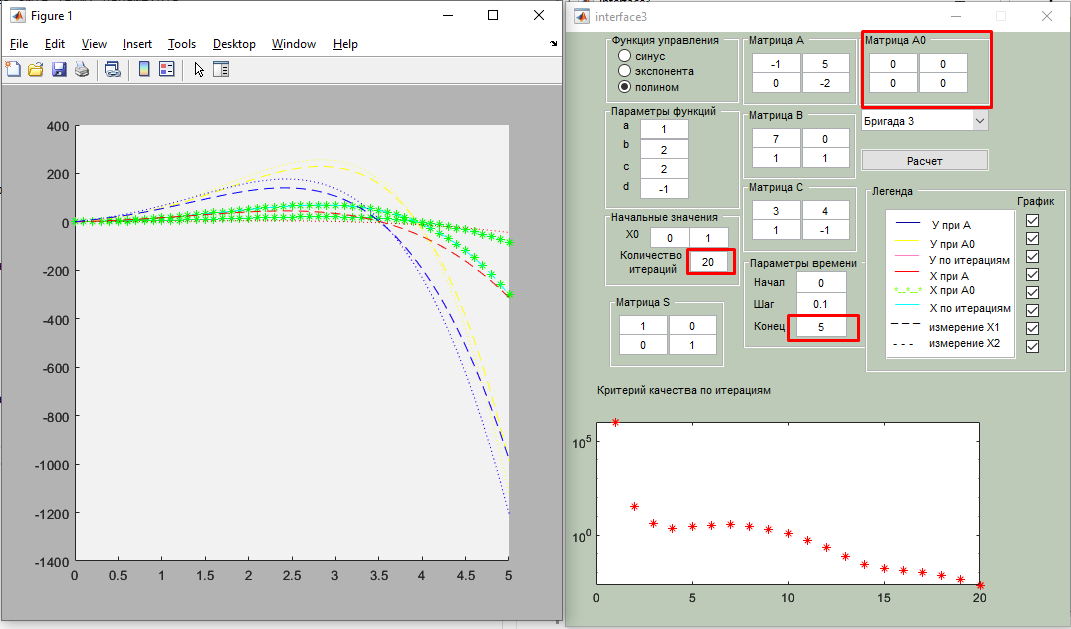 Figure 1
File Edit View Insert Tools Desktop Window Help
400
200
0
-200
-400
-600
-800
-1000
-1200
-1400
0 0.5 1 1.5 2 2.5 3 3.5 4 4.5 5
interface3
Функция управления
синус
экспонента
полином
Матрица А
-1 5
0 -2
Матрица А0
0 0
0 0
Параметры функций
a 1
b 2
c 2
d -1
Матрица В
7 0
1 1
Бригада 3
Расчет
Матрица С
3 4
1 -1
Начальные значения
X0 0 1
Количество
итераций 20
Параметры времени
Начал 0
Шаг 0.1
Конец 5
Матрица S
1 0
0 1
Легенда
График
У при А
У при А0
У по итерациям
Х при А
Х при А0
Х по итерациям
измерение Х1
измерение Х2
Критерий качества по итерациям
10^5
10^0
0 5 10 15 20